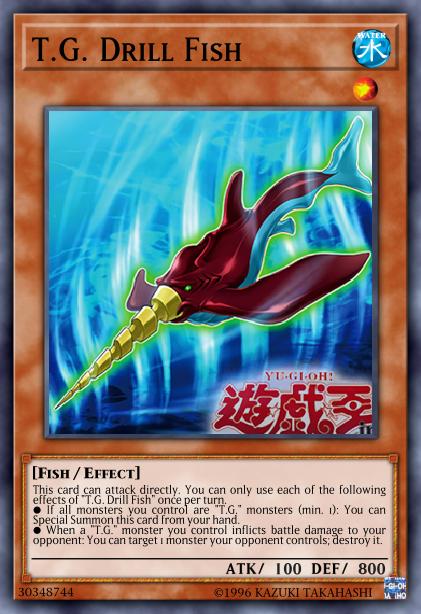 T.G. Drill Fish
WATER
水
YU-GI-OH!
遊戯王
[Fish / Effect]
This card can attack directly. You can only use each of the following
effects of "T.G. Drill Fish" once per turn.
● If all monsters you control are "T.G." monsters (min. 1): You can
Special Summon this card from your hand.
● When a "T.G." monster you control inflicts battle damage to your
opponent: You can target 1 monster your opponent controls; destroy it.
ATK/ 100 DEF/ 800
30348744
©1996 KAZUKI TAKAHASHI